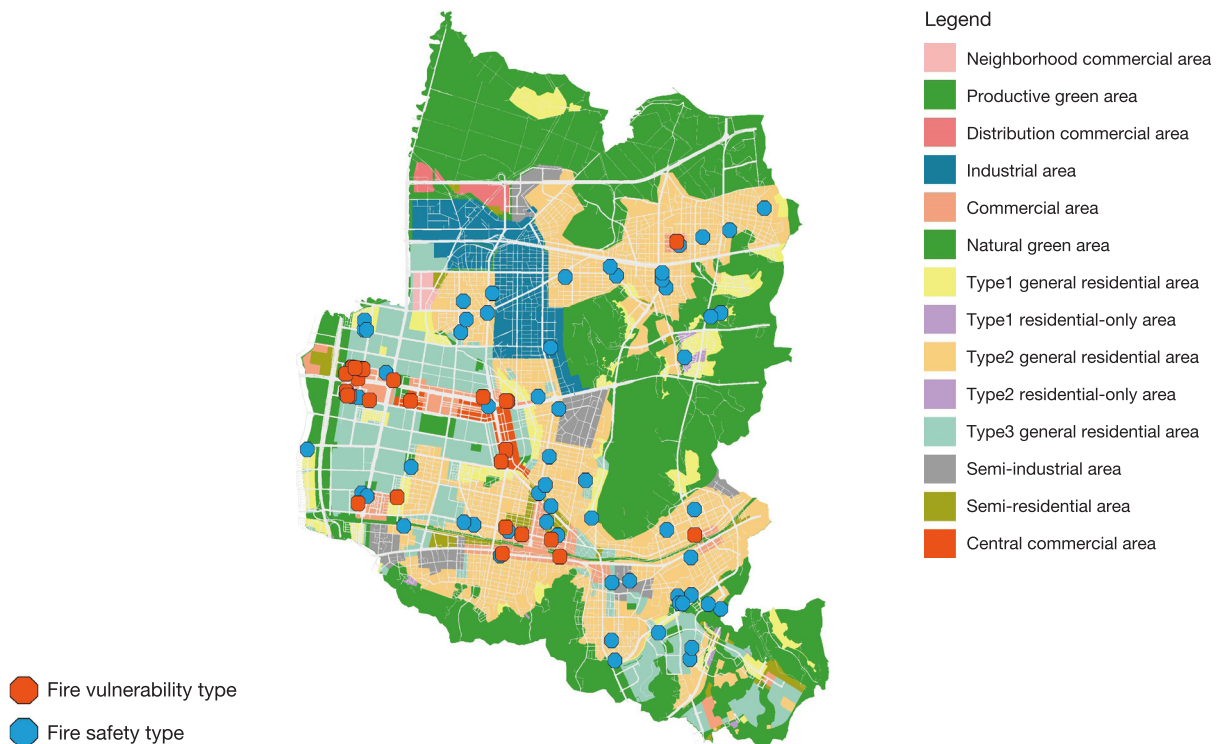 Legend
Neighborhood commercial area
Productive green area
Distribution commercial area
Industrial area
Commercial area
Natural green area
Type1 general residential area
Type1 residential-only area
Type2 general residential
Type2 residential-only area
Type3 general residential area
Semi-industrial area
Semi-residential area
Central commercial area
Fire vulnerability type
Fire safety type